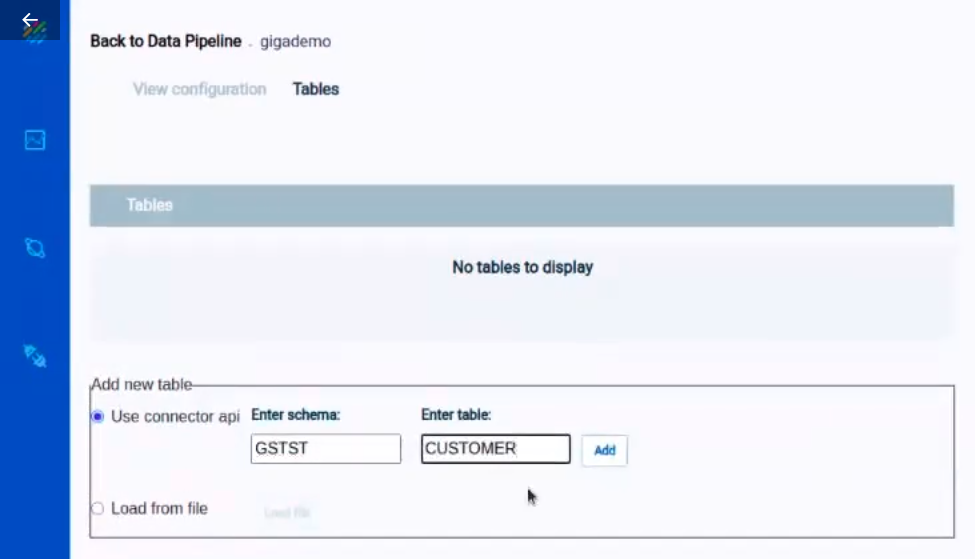 Back to Data Pipeline . gigademo
View configuration Tables
Tables
No tables to display
Add new table
Use connector api Enter schema: Enter table:
GSTST CUSTOMER Add
Load from file Load file